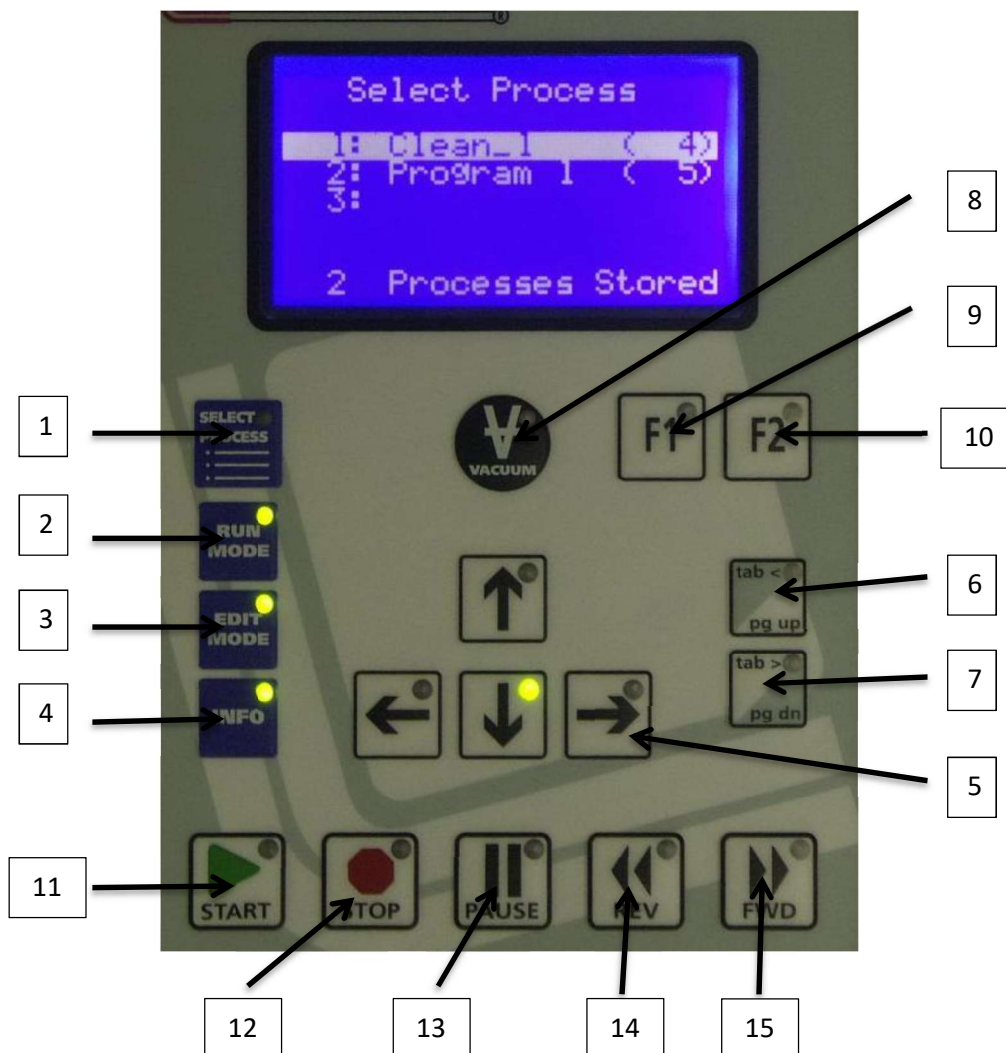 ®
Select Process
1: Clean_1 ( 4)
2: Program 1 ( 5)
3:
2 Processes Stored
8
9
1
SELECT
PROCESS
VACUUM
F1
F2
10
2
RUN
MODE
3
EDIT
MODE
4
INFO
tab <
pg up
6
tab >
pg dn
7
5
11
START
STOP
PAUSE
REV
FWD
12
13
14
15